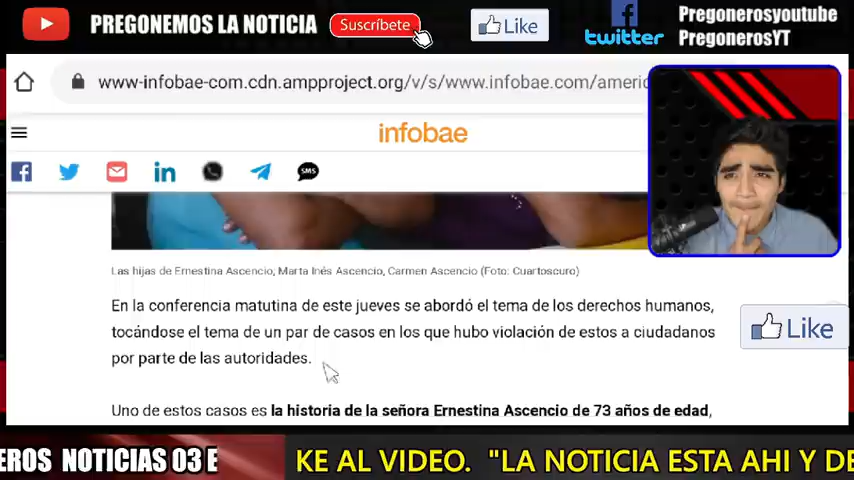 PREGONEMOS LA NOTICIA
Suscríbete
Like
twitter
Pregonerosyoutube
PregonerosYT
www-infobae-com.cdn.ampproject.org/v/s/www.infobae.com/americ
infobae
SMS
Las hijas de Ernestina Ascencio, Marta Inés Ascencio, Carmen Ascencio (Foto: Cuartoscuro)
En la conferencia matutina de este jueves se abordó el tema de los derechos humanos,
tocándose el tema de un par de casos en los que hubo violación de estos a ciudadanos
por parte de las autoridades.
Like
Uno de estos casos es la historia de la señora Ernestina Ascencio de 73 años de edad,
EROS NOTICIAS 03 E
KE AL VIDEO. "LA NOTICIA ESTA AHI Y DE